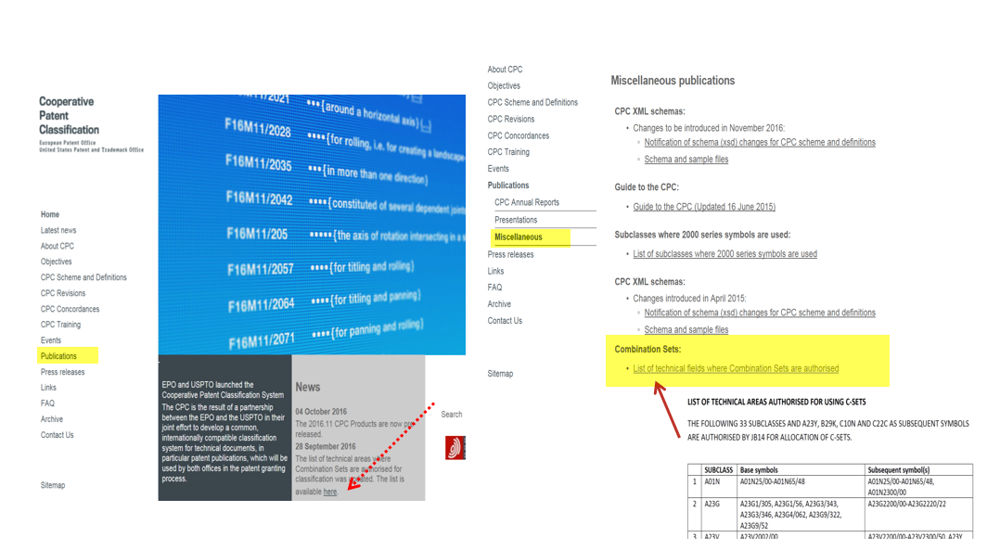 Cooperative
Patent
Classification
European Patent Office
United States Patent and Trademark Office
Home
Latest news
About CPC
Objectives
CPC Scheme and Definitions
CPC Revisions
CPC Concordances
CPC Training
Events
Publications
Press releases
Links
FAQ
Archive
Contact Us
Sitemap
•••{around a horizontal axis}
F16M11/2028 ••••{for rolling, i.e. for creating a landscape-
F16M11/2035 •••{in more than one direction}
F16M11/2042 ••••{constituted of several dependent joints
F16M11/205 •••••{the axis of rotation intersecting in a
F16M11/2057 ••••{for titling and rolling}
F16M11/2064 ••••{for titling and panning}
F16M11/2071 ••••{for panning and rolling}
EPO and USPTO launched the
Cooperative Patent Classification System
The CPC is the result of a partnership
between the EPO and the USPTO in their
joint effort to develop a common,
internationally compatible classification
system for technical documents, in
particular patent publications, which will be
used by both offices in the patent granting
process.
News
04 October 2016
The 2016.11 CPC Products are now
released.
28 September 2016
The list of technical areas where
Combination Sets are authorised for
classification was updated. The list is
available here.
Search
About CPC
Objectives
CPC Scheme and Definitions
CPC Revisions
CPC Concordances
CPC Training
Events
Publications
CPC Annual Reports
Presentations
Miscellaneous
Press releases
Links
FAQ
Archive
Contact Us
Sitemap
Miscellaneous publications
CPC XML schemas:
• Changes to be introduced in November 2016:
◦ Notification of schema (xsd) changes for CPC scheme and definitions
◦ Schema and sample files
Guide to the CPC:
• Guide to the CPC (Updated 16 June 2015)
Subclasses where 2000 series symbols are used:
• List of subclasses where 2000 series symbols are used
CPC XML schemas:
• Changes introduced in April 2015:
◦ Notification of schema (xsd) changes for CPC scheme and definitions
◦ Schema and sample files
Combination Sets:
• List of technical fields where Combination Sets are authorised
LIST OF TECHNICAL AREAS AUTHORISED FOR USING C-SETS
THE FOLLOWING 33 SUBCLASSES AND A23Y, B29K, C10N AND C22C AS SUBSEQUENT SYMBOLS
ARE AUTHORISED BY JB14 FOR ALLOCATION OF C-SETS.
SUBCLASS Base symbols Subsequent symbol(s)
1 A01N A01N25/00-A01N65/48 A01N25/00-A01N65/48,
A01N2300/00
2 A23G A23G1/305, A23G1/56, A23G3/343, A23G2200/00-A23G2220/22
A23G3/346, A23G4/062, A23G9/322,
A23G9/52
3 A23V A23V2002/00 A23V2200/00-A23V2300/50, A23Y